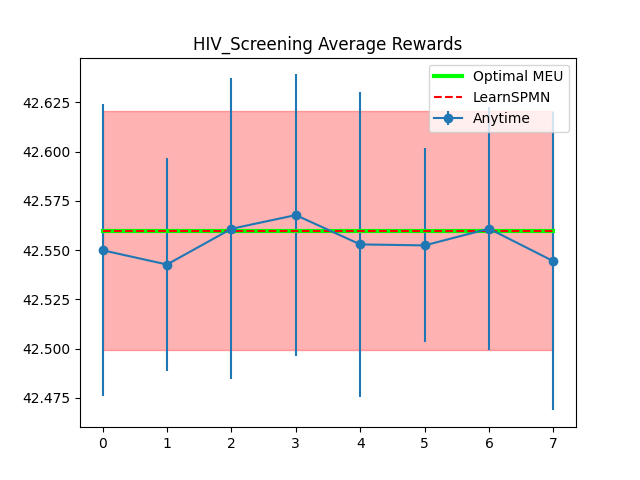 HIV_Screening Average Rewards
Optimal MEU
LearnSPMN
Anytime
42.625
42.600
42.575
42.550
42.525
42.500
42.475
0 1 2 3 4 5 6 7